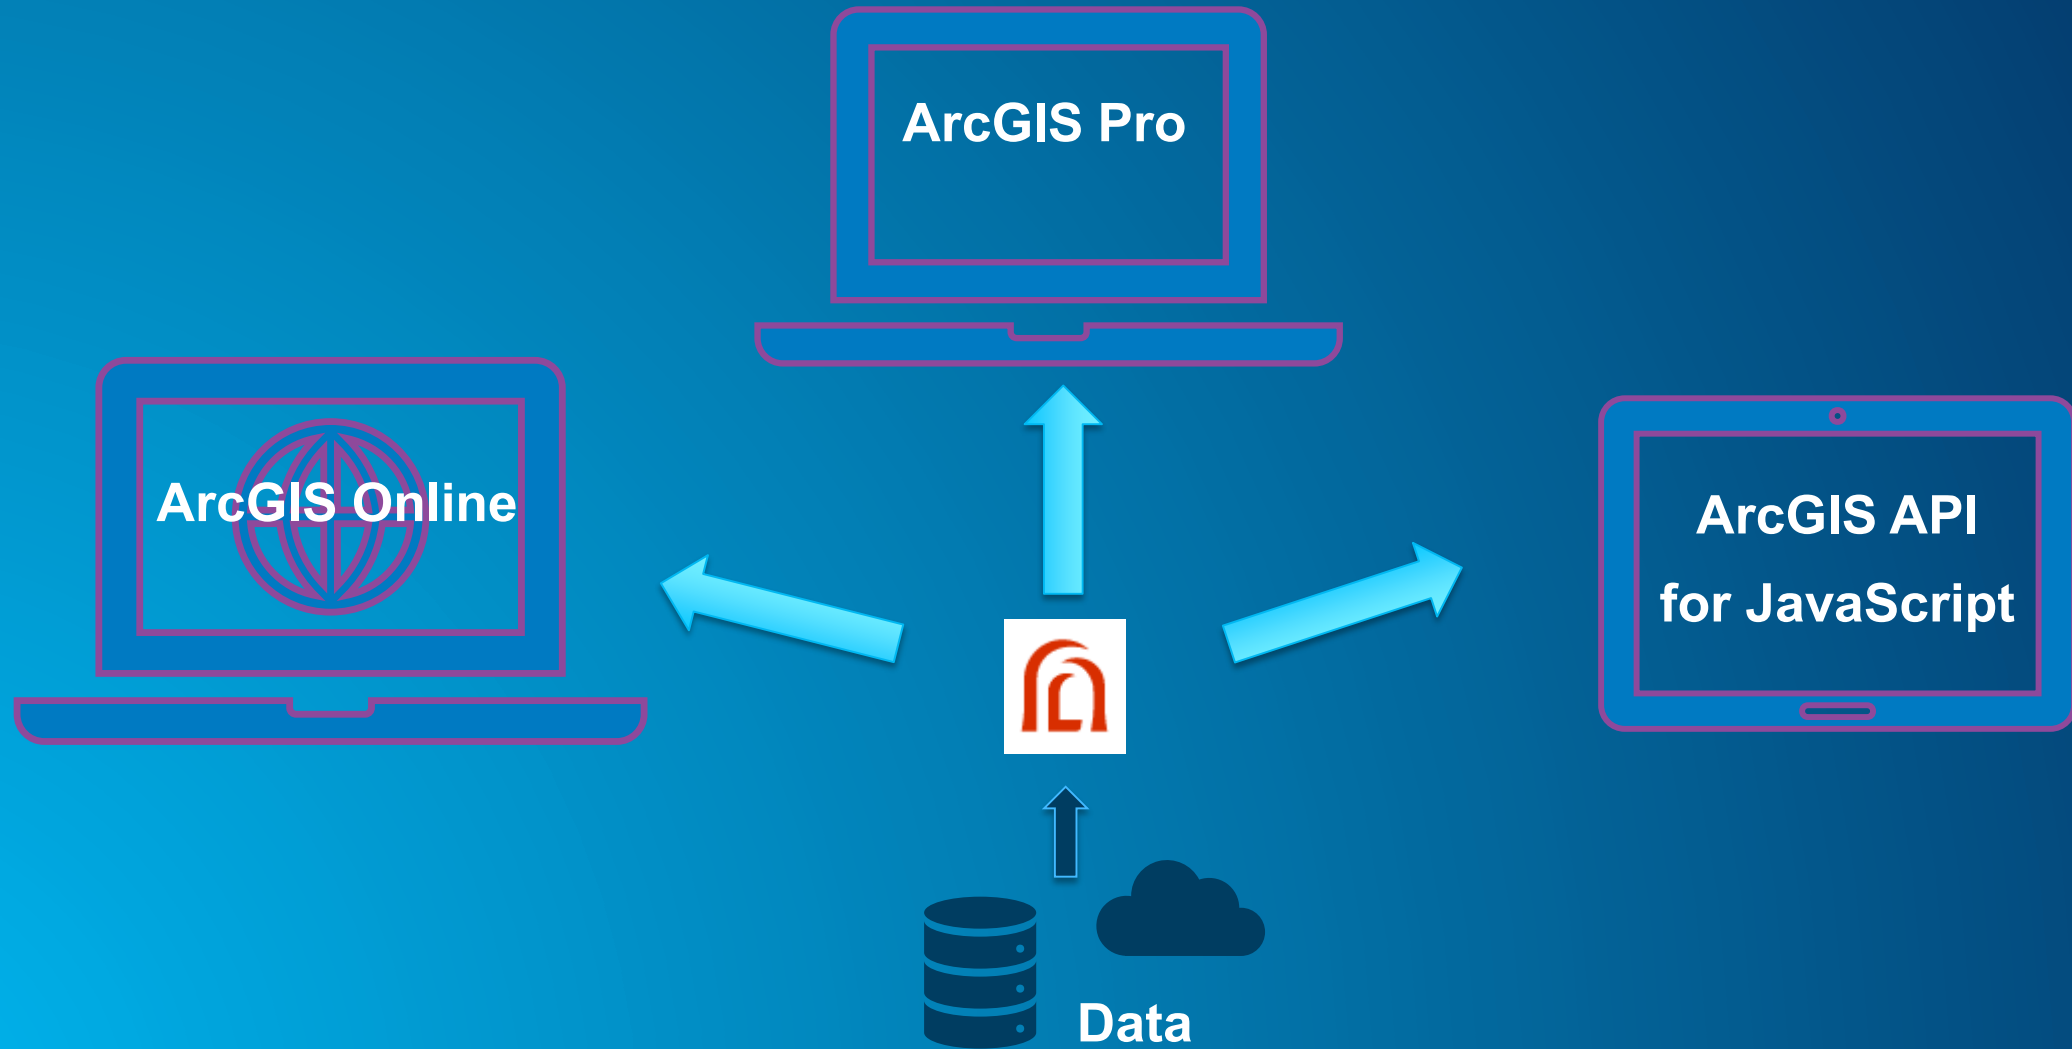 ArcGIS Pro
ArcGIS Online
ArcGIS API
for JavaScript
Data